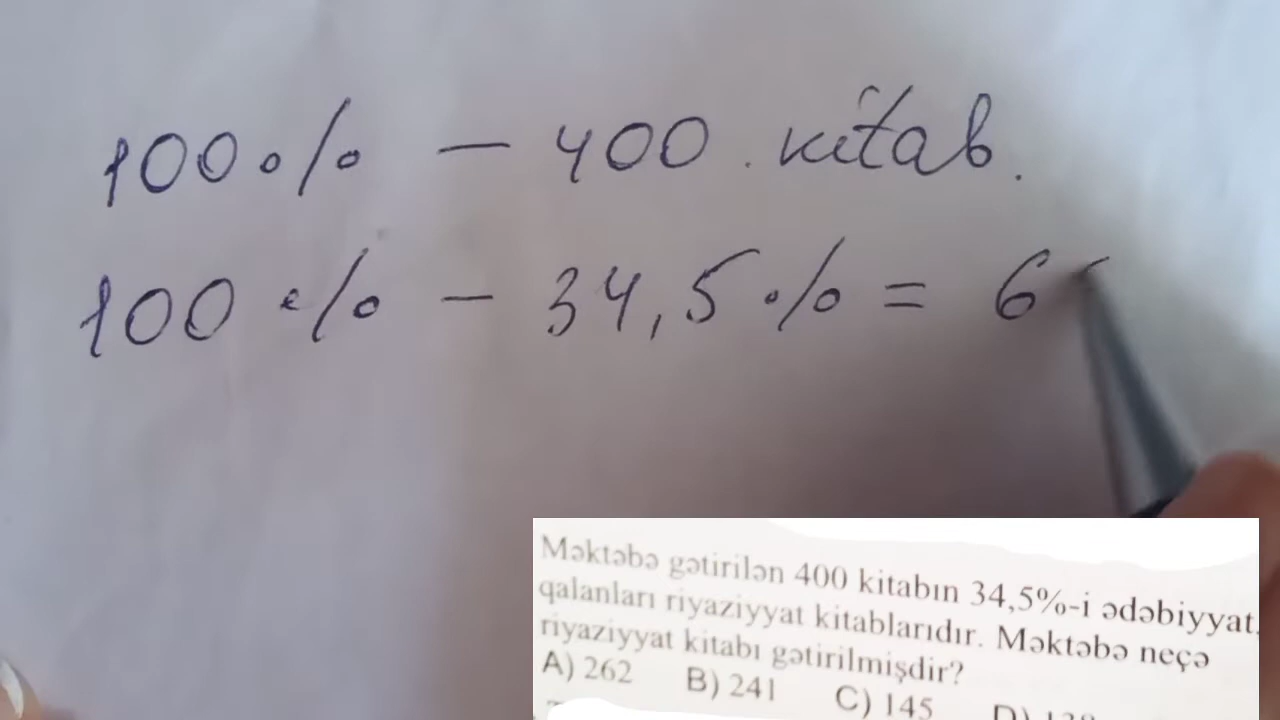 100% – 400. kitab.
100% – 34,5% = 6
Məktəbə gətirilən 400 kitabın 34,5%-i ədəbiyyat,
qalanları riyaziyyat kitablarıdır. Məktəbə neçə
riyaziyyat kitabı gətirilmişdir?
A) 262 B) 241 C) 145 D)